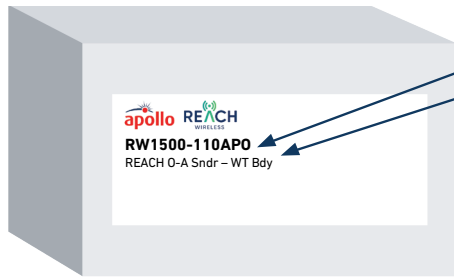 apollo REACH
WIRELESS
RW1500-110APO
REACH O-A Sndr – WT Bdy